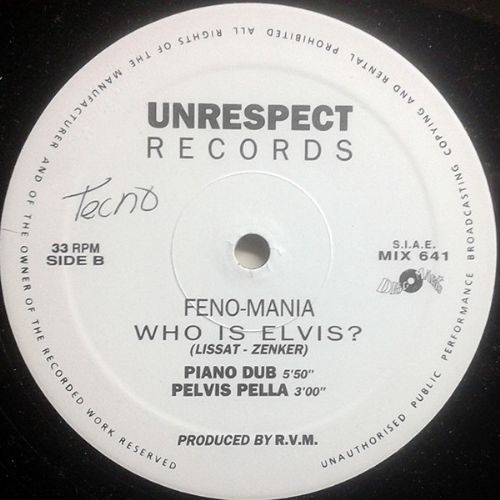 ALL RIGHTS OF THE MANUFACTURER AND OF THE OWNER OF THE RECORDED WORK RESERVED
UNAUTHORISED PUBLIC PERFORMANCE BROADCASTING COPYING AND RENTAL PROHIBITED
UNRESPECT
RECORDS
Tecno
33 RPM
SIDE B
S.I.A.E.
MIX 641
FENO-MANIA
WHO IS ELVIS?
(LISSAT - ZENKER)
PIANO DUB 5'50"
PELVIS PELLA 3'00"
PRODUCED BY R.V.M.